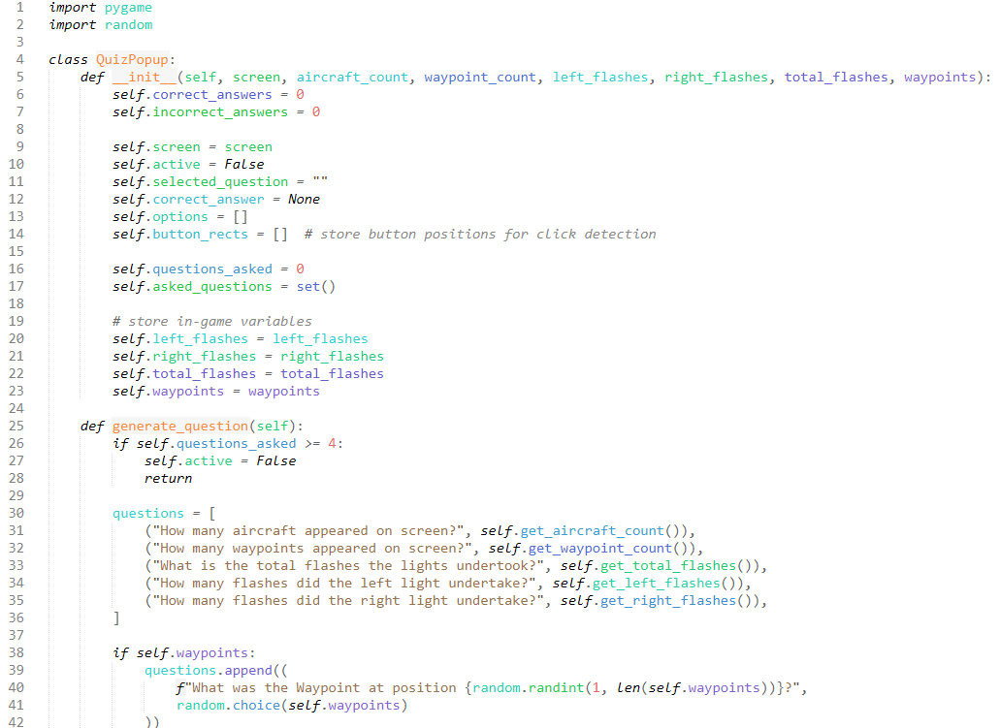 1 import pygame
2 import random
3
4 class QuizPopup:
5 def __init__(self, screen, aircraft_count, waypoint_count, left_flashes, right_flashes, total_flashes, waypoints):
6 self.correct_answers = 0
7 self.incorrect_answers = 0
8
9 self.screen = screen
10 self.active = False
11 self.selected_question = ""
12 self.correct_answer = None
13 self.options = []
14 self.button_rects = []  # store button positions for click detection
15
16 self.questions_asked = 0
17 self.asked_questions = set()
18
19 # store in-game variables
20 self.left_flashes = left_flashes
21 self.right_flashes = right_flashes
22 self.total_flashes = total_flashes
23 self.waypoints = waypoints
24
25 def generate_question(self):
26 if self.questions_asked >= 4:
27 self.active = False
28 return
29
30 questions = [
31 ("How many aircraft appeared on screen?", self.get_aircraft_count()),
32 ("How many waypoints appeared on screen?", self.get_waypoint_count()),
33 ("What is the total flashes the lights undertook?", self.get_total_flashes()),
34 ("How many flashes did the left light undertake?", self.get_left_flashes()),
35 ("How many flashes did the right light undertake?", self.get_right_flashes()),
36 ]
37
38 if self.waypoints:
39 questions.append((
40 f"What was the Waypoint at position {random.randint(1, len(self.waypoints))}?",
41 random.choice(self.waypoints)
42 ))